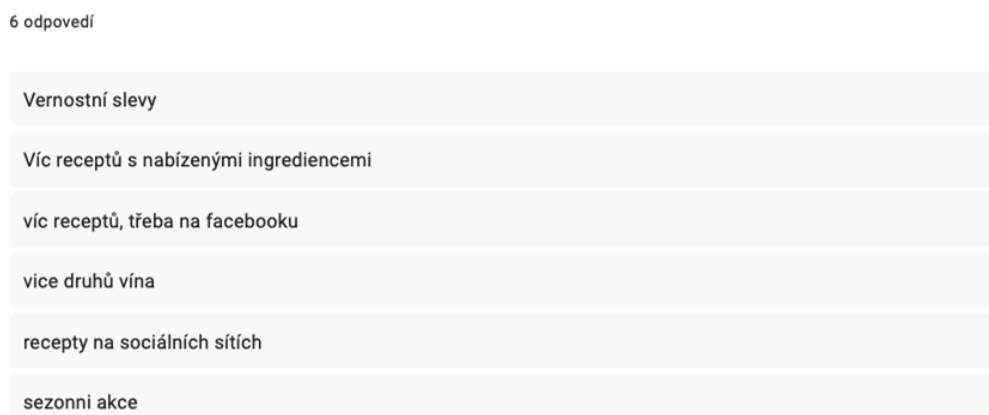 6 odpovedí
Vernostní slevy
Víc receptů s nabízenými ingrediencemi
víc receptů, třeba na facebooku
vice druhů vína
recepty na sociálních sítích
sezonni akce